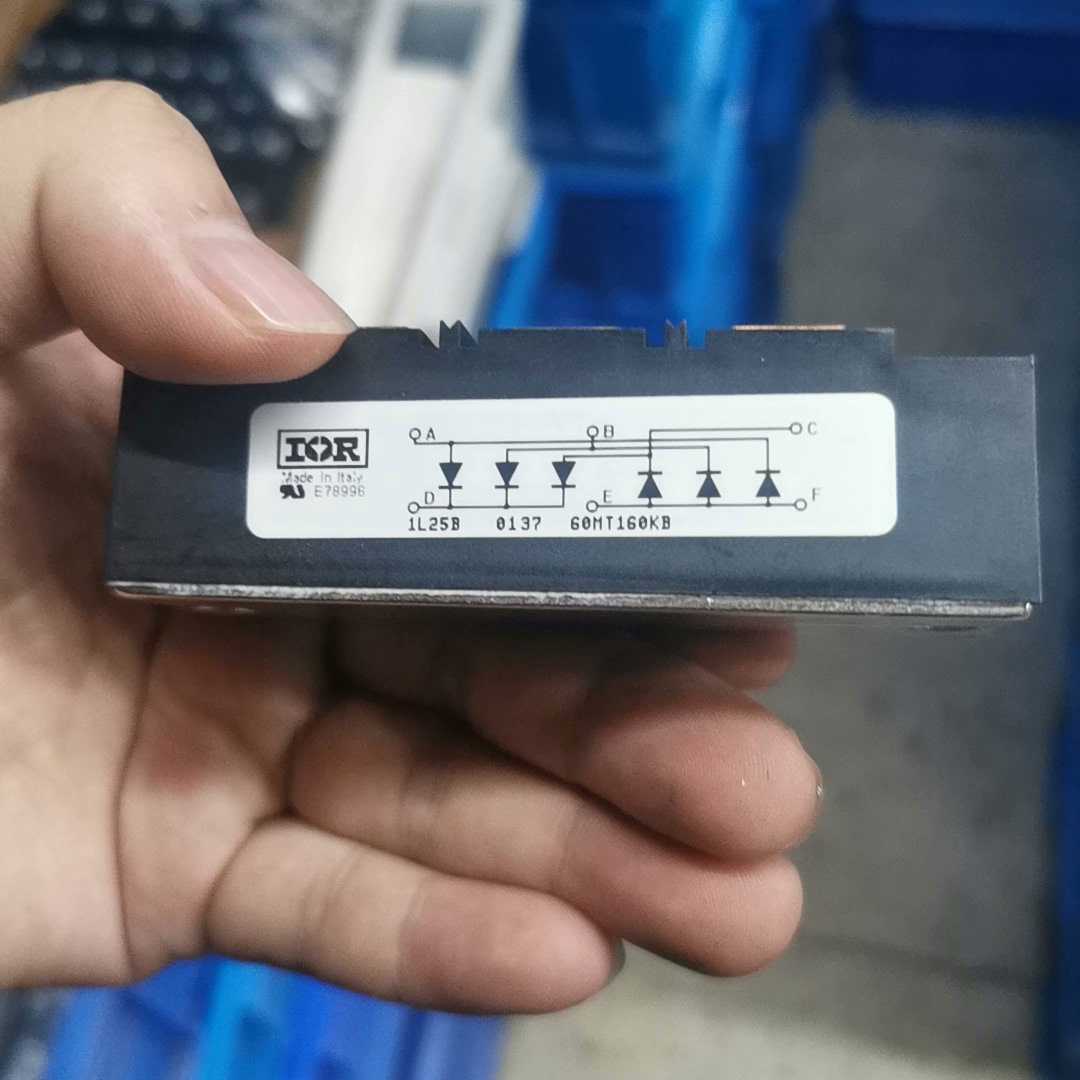 A B C
IOR
Made in Italy
E78996
D E F
1L25B 0137 60MT160KB